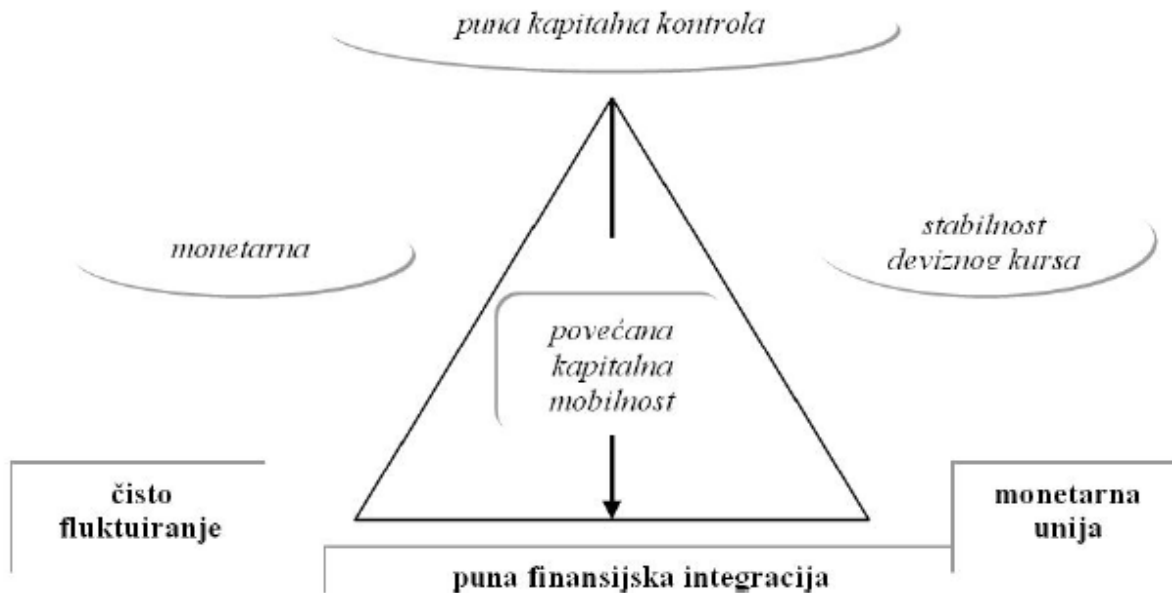 puna kapitalna kontrola
monetarna
stabilnost
deviznog kursa
povećana
kapitalna
mobilnost
čisto
fluktuiranje
monetarna
unija
puna finansijska integracija